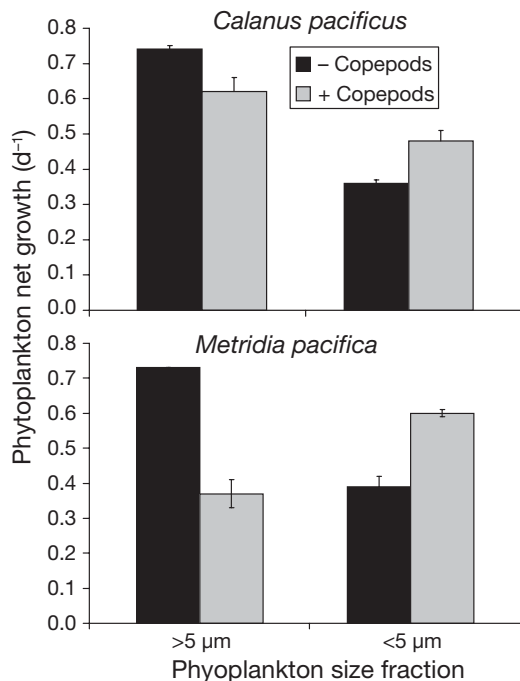 Calanus pacificus
0.8
0.7
0.6
0.5
0.4
0.3
0.2
0.1
0.0
– Copepods
+ Copepods
Phytoplankton net growth (d⁻¹)
Metridia pacifica
0.8
0.7
0.6
0.5
0.4
0.3
0.2
0.1
0.0
>5 µm
<5 µm
Phyoplankton size fraction